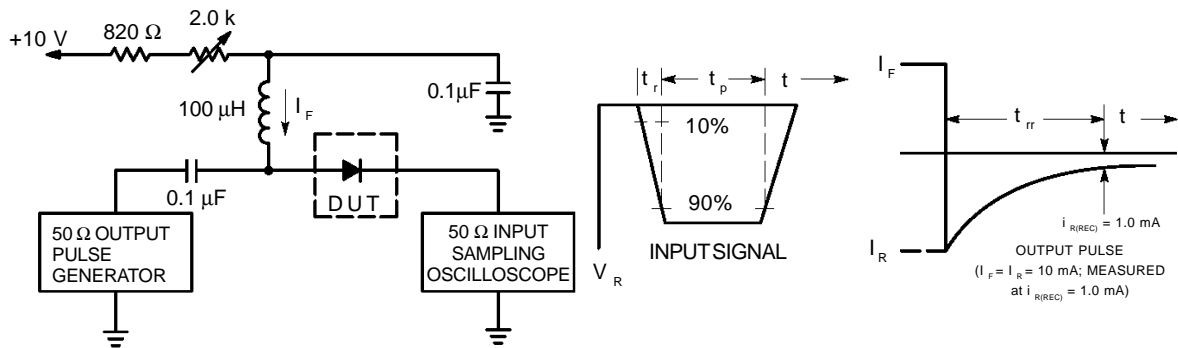 +10 V
820 Ω
2.0 k
100 µH
I F
0.1µF
0.1 µF
DUT
50 Ω OUTPUT
PULSE
GENERATOR
50 Ω INPUT
SAMPLING
OSCILLOSCOPE
t r
t p
t
10%
90%
V R
INPUT SIGNAL
I F
t rr
t
i R(REC) = 1.0 mA
I R
OUTPUT PULSE
(I F = I R = 10 mA; MEASURED
at i R(REC) = 1.0 mA)